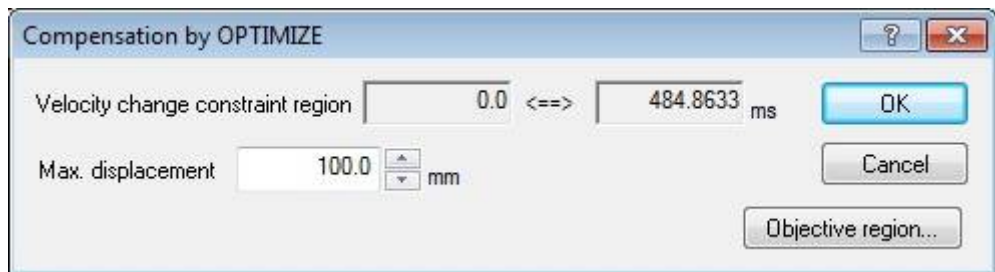 Compensation by OPTIMIZE
Velocity change constraint region 0.0 <==> 484.8633 ms OK
Max. displacement 100.0 mm Cancel
Objective region...